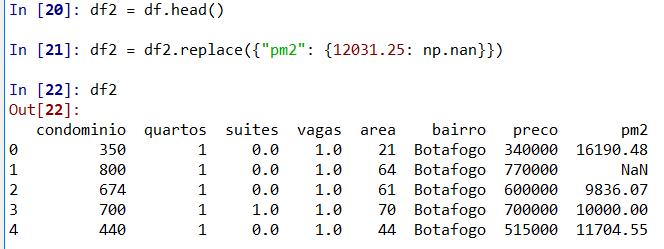 In [20]: df2 = df.head()
In [21]: df2 = df2.replace({"pm2": {12031.25: np.nan}})
In [22]: df2
Out[22]:
   condominio  quartos  suites  vagas  area    bairro   preco       pm2
0         350        1     0.0    1.0    21  Botafogo  340000  16190.48
1         800        1     0.0    1.0    64  Botafogo  770000       NaN
2         674        1     0.0    1.0    61  Botafogo  600000   9836.07
3         700        1     1.0    1.0    70  Botafogo  700000  10000.00
4         440        1     0.0    1.0    44  Botafogo  515000  11704.55